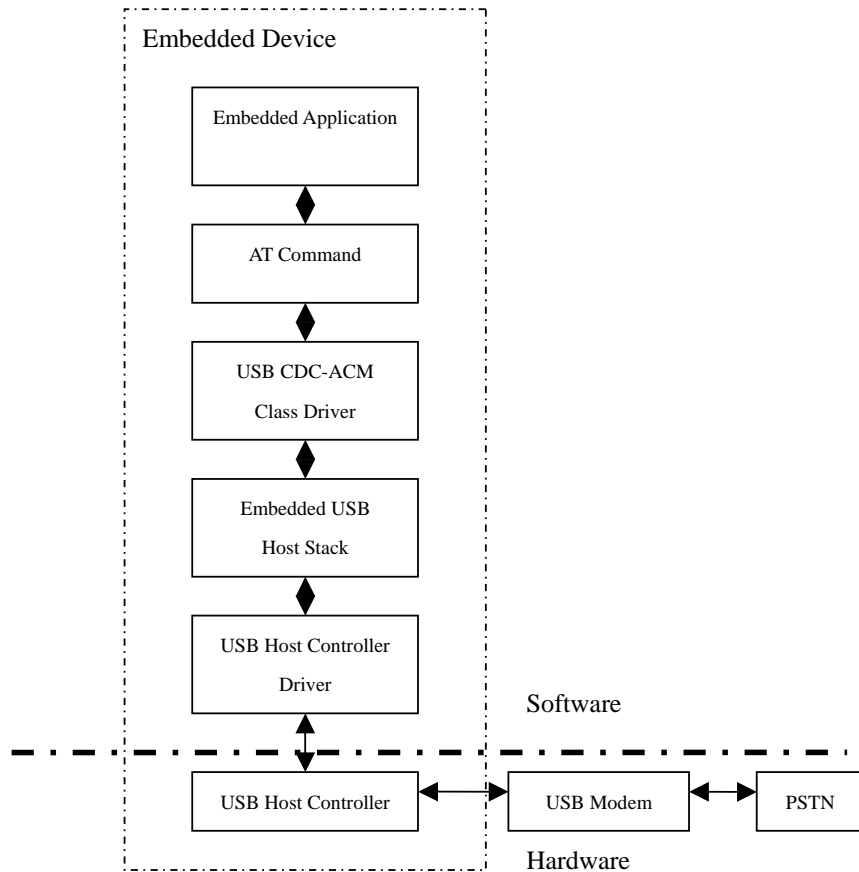 Embedded Device
Embedded Application
AT Command
USB CDC-ACM
Class Driver
Embedded USB
Host Stack
USB Host Controller
Driver
Software
USB Host Controller
USB Modem
PSTN
Hardware